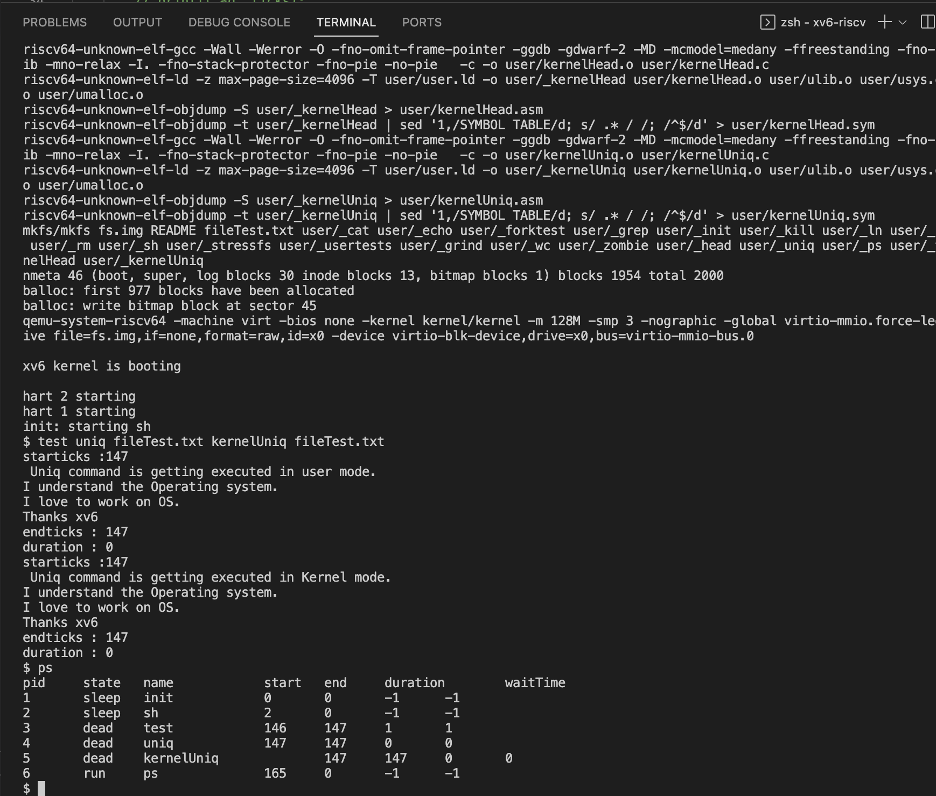 PROBLEMS OUTPUT DEBUG CONSOLE TERMINAL PORTS zsh - xv6-riscv
riscv64-unknown-elf-gcc -Wall -Werror -O -fno-omit-frame-pointer -ggdb -gdwarf-2 -MD -mcmodel=medany -ffreestanding -fno-
ib -mno-relax -I. -fno-stack-protector -fno-pie -no-pie   -c -o user/kernelHead.o user/kernelHead.c
riscv64-unknown-elf-ld -z max-page-size=4096 -T user/user.ld -o user/_kernelHead user/kernelHead.o user/ulib.o user/usys.
o user/umalloc.o
riscv64-unknown-elf-objdump -S user/_kernelHead > user/kernelHead.asm
riscv64-unknown-elf-objdump -t user/_kernelHead | sed '1,/SYMBOL TABLE/d; s/ .* / /; /^$/d' > user/kernelHead.sym
riscv64-unknown-elf-gcc -Wall -Werror -O -fno-omit-frame-pointer -ggdb -gdwarf-2 -MD -mcmodel=medany -ffreestanding -fno-
ib -mno-relax -I. -fno-stack-protector -fno-pie -no-pie   -c -o user/kernelUniq.o user/kernelUniq.c
riscv64-unknown-elf-ld -z max-page-size=4096 -T user/user.ld -o user/_kernelUniq user/kernelUniq.o user/ulib.o user/usys.
o user/umalloc.o
riscv64-unknown-elf-objdump -S user/_kernelUniq > user/kernelUniq.asm
riscv64-unknown-elf-objdump -t user/_kernelUniq | sed '1,/SYMBOL TABLE/d; s/ .* / /; /^$/d' > user/kernelUniq.sym
mkfs/mkfs fs.img README fileTest.txt user/_cat user/_echo user/_forktest user/_grep user/_init user/_kill user/_ln user/_
 user/_rm user/_sh user/_stressfs user/_usertests user/_grind user/_wc user/_zombie user/_head user/_uniq user/_ps user/_
nelHead user/_kernelUniq
nmeta 46 (boot, super, log blocks 30 inode blocks 13, bitmap blocks 1) blocks 1954 total 2000
balloc: first 977 blocks have been allocated
balloc: write bitmap block at sector 45
qemu-system-riscv64 -machine virt -bios none -kernel kernel/kernel -m 128M -smp 3 -nographic -global virtio-mmio.force-le
ive file=fs.img,if=none,format=raw,id=x0 -device virtio-blk-device,drive=x0,bus=virtio-mmio-bus.0
xv6 kernel is booting
hart 2 starting
hart 1 starting
init: starting sh
$ test uniq fileTest.txt kernelUniq fileTest.txt
starticks :147
 Uniq command is getting executed in user mode.
I understand the Operating system.
I love to work on OS.
Thanks xv6
endticks : 147
duration : 0
starticks :147
 Uniq command is getting executed in Kernel mode.
I understand the Operating system.
I love to work on OS.
Thanks xv6
endticks : 147
duration : 0
$ ps
pid     state   name            start   end     duration        waitTime
1       sleep   init            0       0       -1      -1
2       sleep   sh              2       0       -1      -1
3       dead    test            146     147     1       1
4       dead    uniq            147     147     0       0
5       dead    kernelUniq              147     147     0       0
6       run     ps              165     0       -1      -1
$